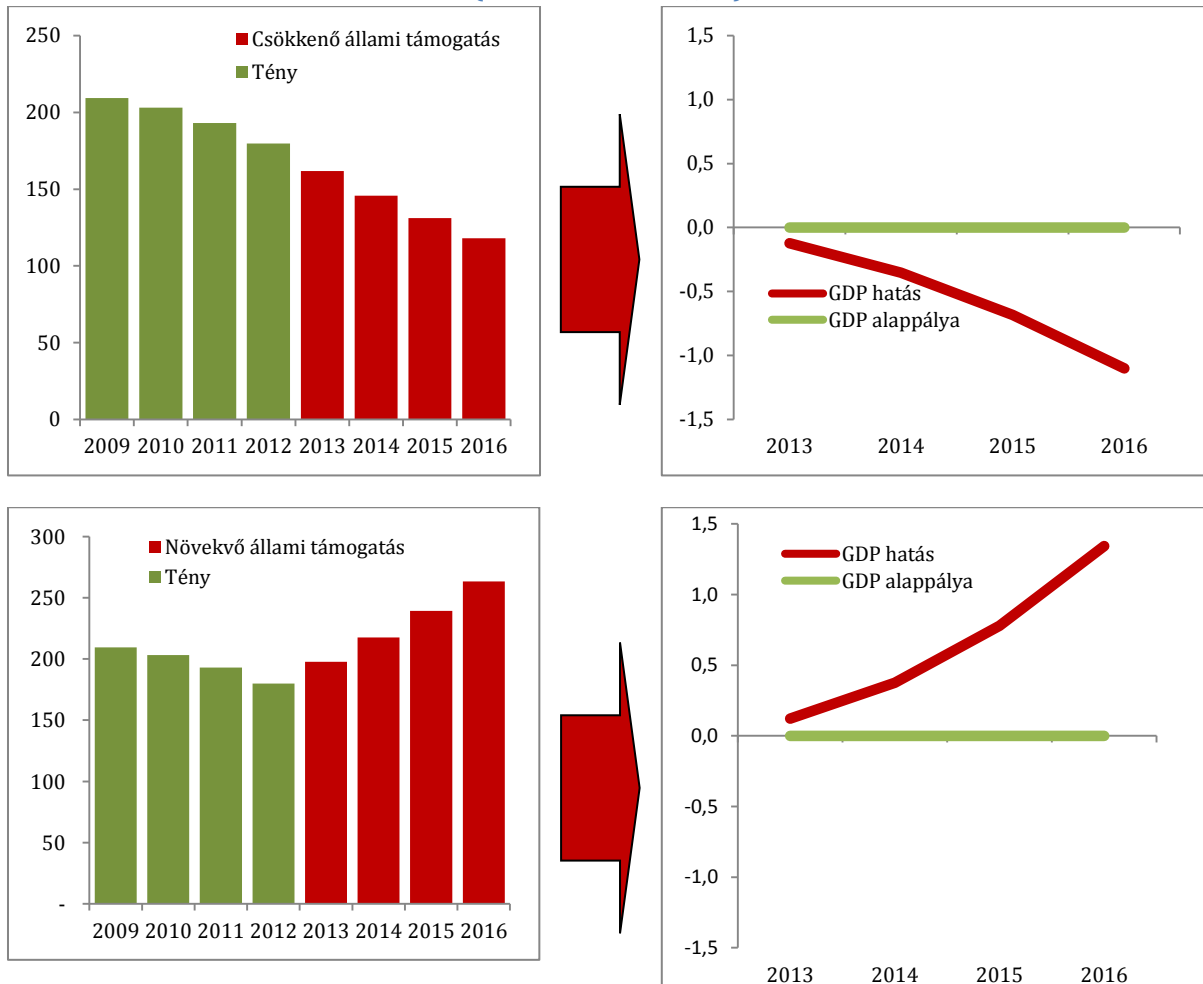 250
200
150
100
50
0
Csökkenő állami támogatás
Tény
2009 2010 2011 2012 2013 2014 2015 2016
1,5
1,0
0,5
0,0
-0,5
-1,0
-1,5
GDP hatás
GDP alappálya
2013 2014 2015 2016
300
250
200
150
100
50
-
Növekvő állami támogatás
Tény
2009 2010 2011 2012 2013 2014 2015 2016
1,5
1,0
0,5
0,0
-0,5
-1,0
-1,5
GDP hatás
GDP alappálya
2013 2014 2015 2016